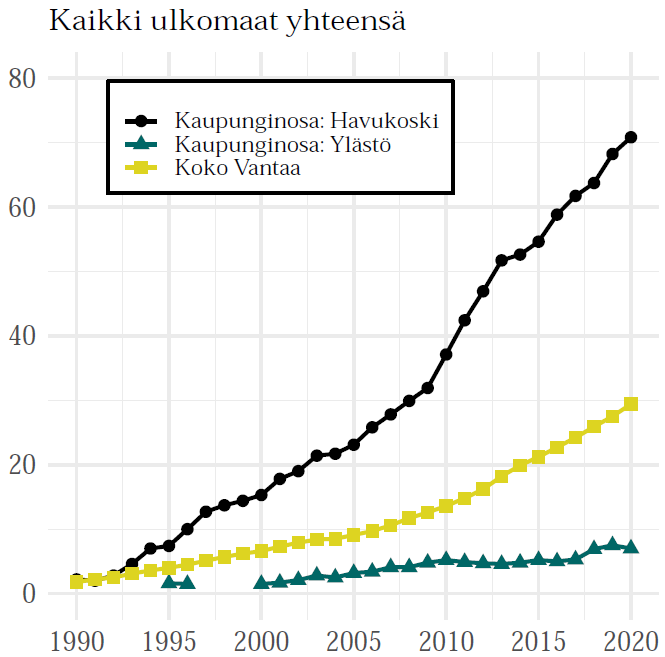 Kaikki ulkomaat yhteensä
80
Kaupunginosa: Havukoski
Kaupunginosa: Ylästö
Koko Vantaa
60
40
20
0
1990 1995 2000 2005 2010 2015 2020